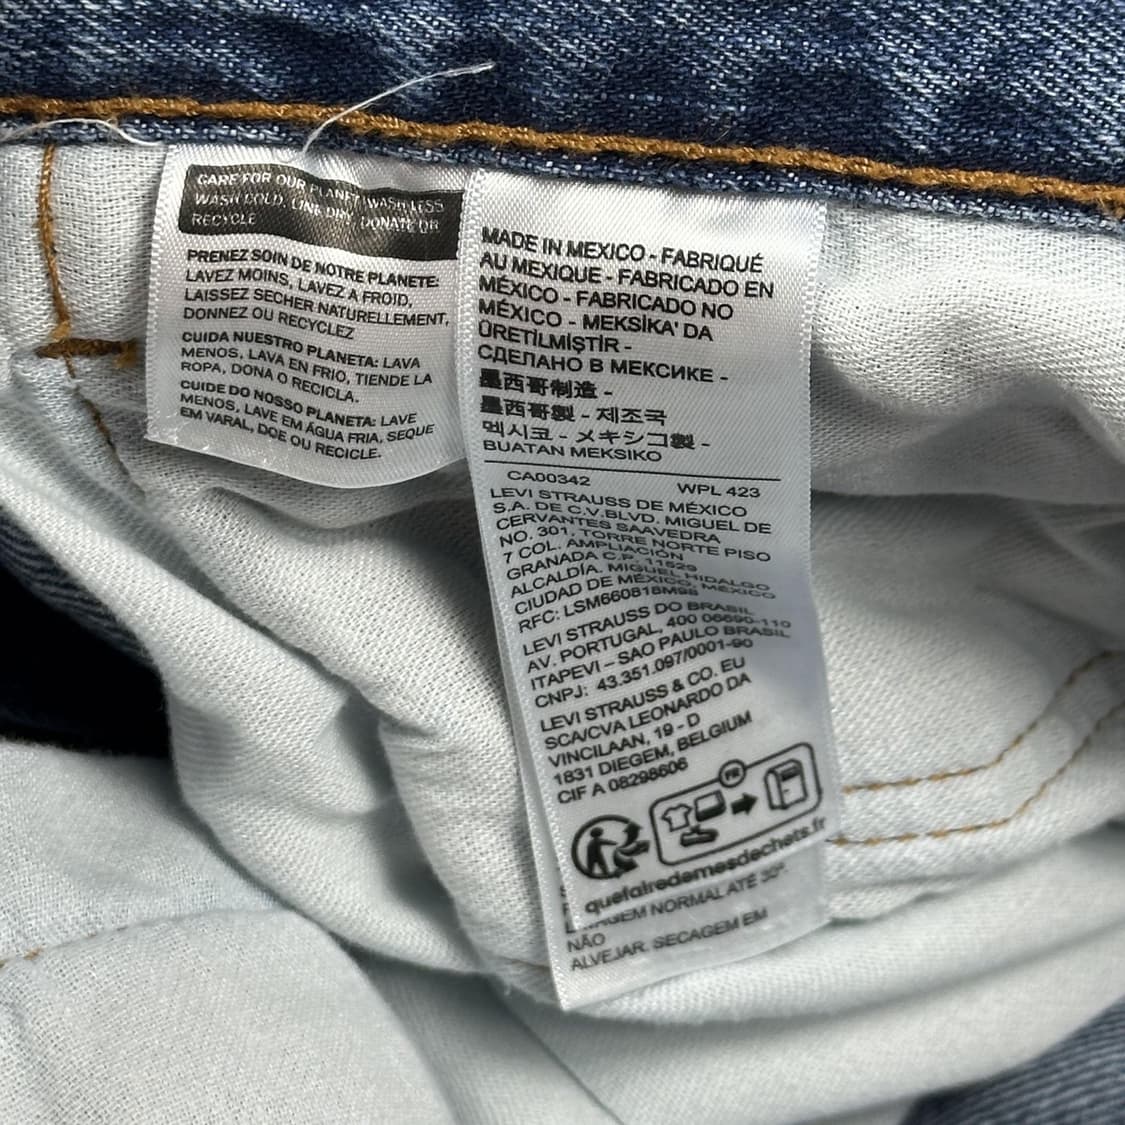 CARE FOR OUR PLANET WASH LESS
WASH COLD, LINE DRY, DONATE OR
RECYCLE
PRENEZ SOIN DE NOTRE PLANETE:
LAVEZ MOINS, LAVEZ A FROID,
LAISSEZ SECHER NATURELLEMENT,
DONNEZ OU RECYCLEZ
CUIDA NUESTRO PLANETA: LAVA
MENOS, LAVA EN FRIO, TIENDE LA
ROPA, DONA O RECICLA.
CUIDE DO NOSSO PLANETA: LAVE
MENOS, LAVE EM ÁGUA FRIA, SEQUE
EM VARAL, DOE OU RECICLE.
MADE IN MEXICO - FABRIQUÉ
AU MEXIQUE - FABRICADO EN
MÉXICO - FABRICADO NO
MÉXICO - MEKSİKA' DA
ÜRETİLMİŞTİR -
СДЕЛАНО В МЕКСИКЕ -
墨西哥制造 -
墨西哥製 - 제조국
멕시코 - メキシコ製 -
BUATAN MEKSIKO
CA00342 WPL 423
LEVI STRAUSS DE MÉXICO
S.A. DE C.V.BLVD. MIGUEL DE
CERVANTES SAAVEDRA
NO. 301, TORRE NORTE PISO
7 COL. AMPLIACIÓN
GRANADA C.P. 11529
ALCALDÍA. MIGUEL HIDALGO
CIUDAD DE MÉXICO, MÉXICO
RFC: LSM660818M98
LEVI STRAUSS DO BRASIL
AV. PORTUGAL, 400 06690-110
ITAPEVI – SAO PAULO BRASIL
CNPJ: 43.351.097/0001-90
LEVI STRAUSS & CO. EU
SCA/CVA LEONARDO DA
VINCILAAN, 19 - D
1831 DIEGEM, BELGIUM
CIF A 08298606
FR
quefairedemesdechets.fr
NORMAL ATÉ 30°.
NÃO
ALVEJAR. SECAGEM EM